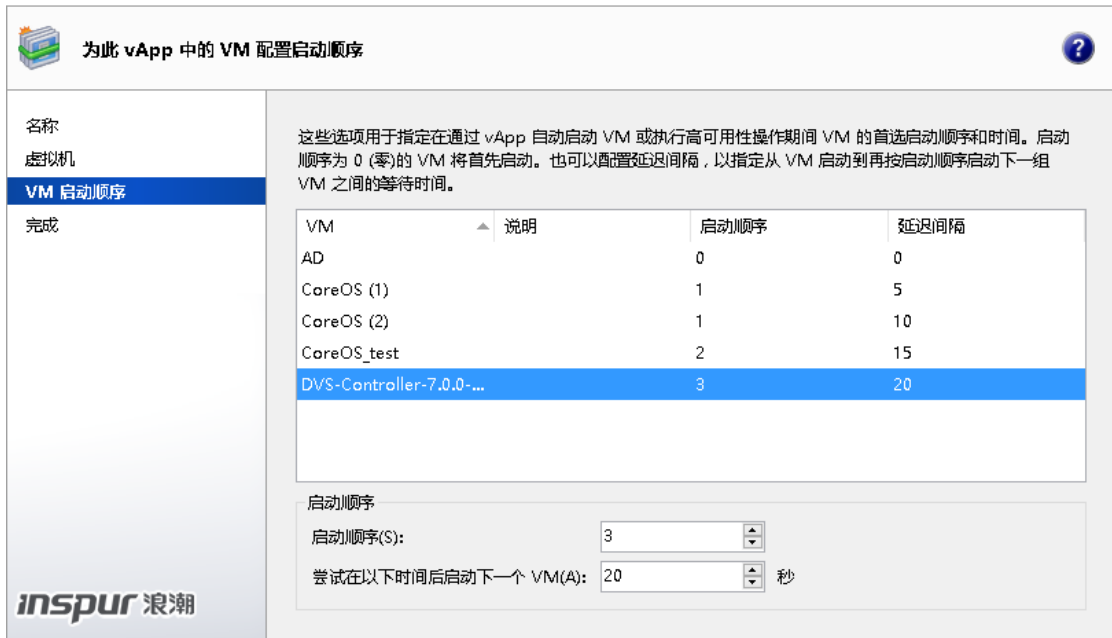 为此 vApp 中的 VM 配置启动顺序
?
名称
虚拟机
VM 启动顺序
完成
这些选项用于指定在通过 vApp 自动启动 VM 或执行高可用性操作期间 VM 的首选启动顺序和时间。启动
顺序为 0 (零)的 VM 将首先启动。也可以配置延迟间隔，以指定从 VM 启动到再按启动顺序启动下一组
VM 之间的等待时间。
VM 说明 启动顺序 延迟间隔
AD 0 0
CoreOS (1) 1 5
CoreOS (2) 1 10
CoreOS_test 2 15
DVS-Controller-7.0.0-... 3 20
启动顺序
启动顺序(S): 3
尝试在以下时间后启动下一个 VM(A): 20 秒
inspur 浪潮